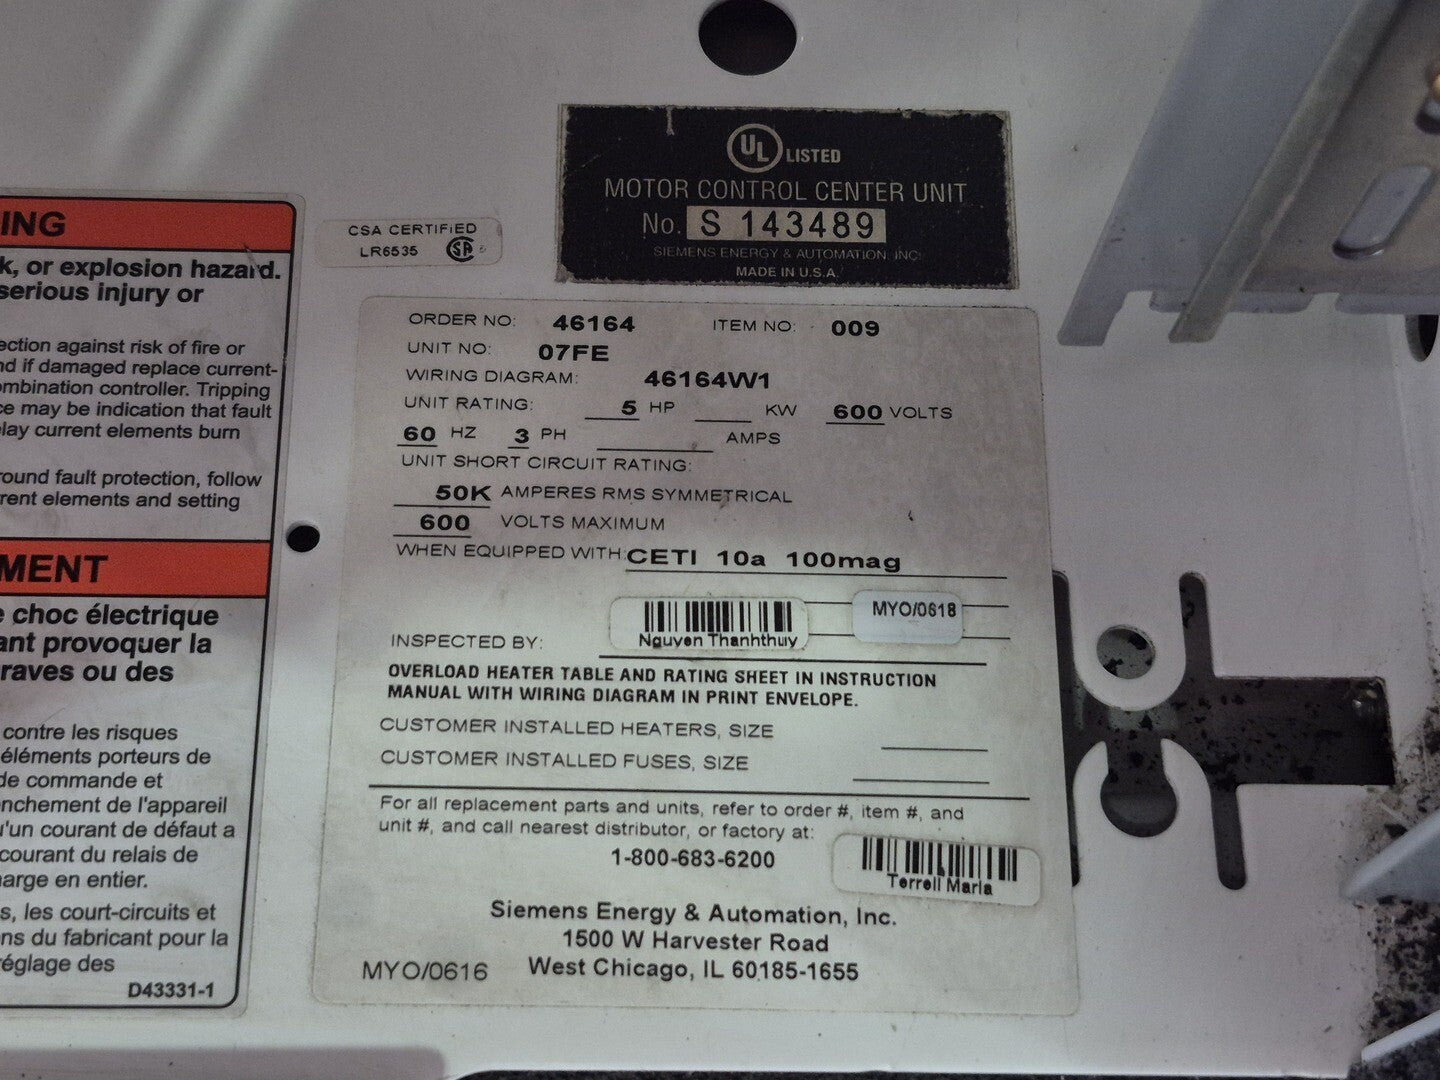 ING
k, or explosion hazard.
serious injury or
ection against risk of fire or
nd if damaged replace current-
ombination controller. Tripping
ce may be indication that fault
elay current elements burn
round fault protection, follow
rrent elements and setting
MENT
e choc électrique
ant provoquer la
raves ou des
contre les risques
éléments porteurs de
de commande et
nchement de l'appareil
u'un courant de défaut a
courant du relais de
harge en entier.
s, les court-circuits et
ons du fabricant pour la
réglage des
D43331-1
CSA CERTIFIED
LR6535 SA
UL LISTED
MOTOR CONTROL CENTER UNIT
No. S 143489
SIEMENS ENERGY & AUTOMATION, INC.
MADE IN U.S.A.
ORDER NO: 46164 ITEM NO: 009
UNIT NO: 07FE
WIRING DIAGRAM: 46164W1
UNIT RATING: 5 HP KW 600 VOLTS
60 HZ 3 PH AMPS
UNIT SHORT CIRCUIT RATING:
50K AMPERES RMS SYMMETRICAL
600 VOLTS MAXIMUM
WHEN EQUIPPED WITH: CETI 10a 100mag
MYO/0618
INSPECTED BY: Nguyen Thanhthuy
OVERLOAD HEATER TABLE AND RATING SHEET IN INSTRUCTION
MANUAL WITH WIRING DIAGRAM IN PRINT ENVELOPE.
CUSTOMER INSTALLED HEATERS, SIZE
CUSTOMER INSTALLED FUSES, SIZE
For all replacement parts and units, refer to order #, item #, and
unit #, and call nearest distributor, or factory at:
1-800-683-6200
Terrell Marla
Siemens Energy & Automation, Inc.
1500 W Harvester Road
West Chicago, IL 60185-1655
MYO/0616